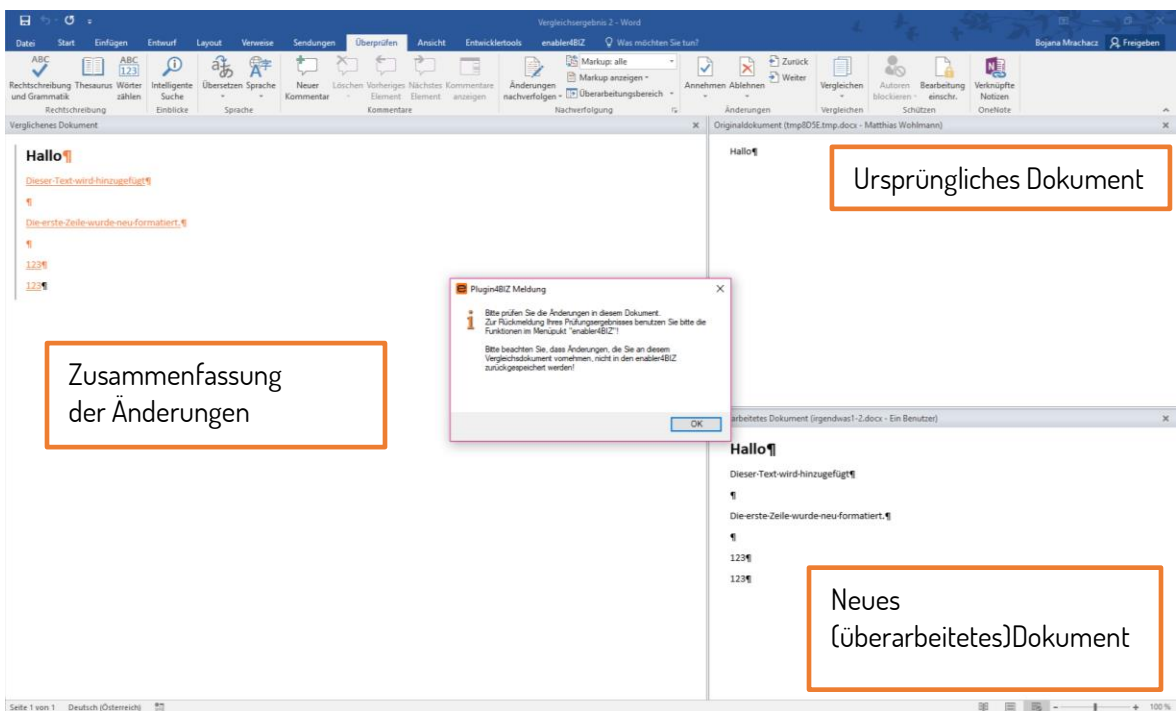 Vergleichsergebnis 2 - Word
Datei Start Einfügen Entwurf Layout Verweise Sendungen Überprüfen Ansicht Entwicklertools enabler4BIZ Was möchten Sie tun? Bojana Mrachacz Freigeben
ABC
Rechtschreibung und Grammatik
Thesaurus
ABC
123
Wörter zählen
Rechtschreibung
Intelligente Suche
Einblicke
Übersetzen
Sprache
Sprache
Neuer Kommentar
Löschen
Vorheriges Element
Nächstes Element
Kommentare anzeigen
Kommentare
Änderungen nachverfolgen
Markup: alle
Markup anzeigen
Überarbeitungsbereich
Nachverfolgung
Annehmen
Ablehnen
Zurück
Weiter
Änderungen
Vergleichen
Vergleichen
Autoren blockieren
Bearbeitung einschr.
Schützen
Verknüpfte Notizen
OneNote
Verglichenes Dokument
Hallo¶
Dieser·Text·wird·hinzugefügt¶
¶
Die·erste·Zeile·wurde·neu·formatiert.¶
¶
123¶
123¶
Zusammenfassung
der Änderungen
Plugin4BIZ Meldung
Bitte prüfen Sie die Änderungen in diesem Dokument.
Zur Rückmeldung Ihres Prüfungsergebnisses benutzen Sie bitte die
Funktionen im Menüpukt "enabler4BIZ"!
Bitte beachten Sie, dass Änderungen, die Sie an diesem
Vergleichsdokument vornehmen, nicht in den enabler4BIZ
zurückgespeichert werden!
OK
Originaldokument (tmp8D5E.tmp.docx - Matthias Wohlmann)
Hallo¶
Ursprüngliches Dokument
arbeitetes Dokument (irgendwas1-2.docx - Ein Benutzer)
Hallo¶
Dieser·Text·wird·hinzugefügt¶
¶
Die·erste·Zeile·wurde·neu·formatiert.¶
¶
123¶
123¶
Neues
(überarbeitetes)Dokument
Seite 1 von 1 Deutsch (Österreich) 100 %